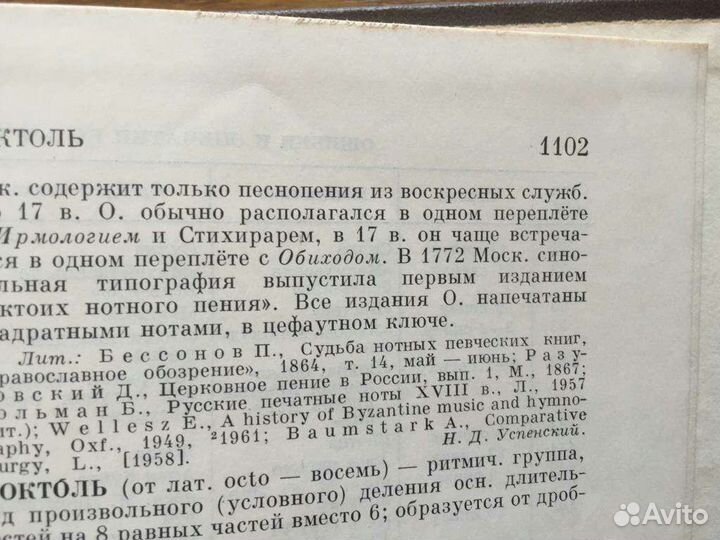 КТОЛЬ 1102
к. содержит только песнопения из воскресных служб.
о 17 в. О. обычно располагался в одном переплёте
Ирмологием и Стихирарем, в 17 в. он чаще встреча-
ся в одном переплёте с Обиходом. В 1772 Моск. сино-
льная типография выпустила первым изданием
ктоих нотного пения». Все издания О. напечатаны
адратными нотами, в цефаутном ключе.
Лит.: Бессонов П., Судьба нотных певческих книг,
равославное обозрение», 1864, т. 14, май — июнь; Разу-
овский Д., Церковное пение в России, вып. 1, М., 1867;
ольман Б., Русские печатные ноты XVIII в., Л., 1957
ит.); Wellesz E., A history of Byzantine music and hymno-
aphy, Oxf., 1949, ²1961; Baumstark A., Comparative
urgy, L., [1958]. Н. Д. Успенский.
ОКТОЛЬ (от лат. octo — восемь) — ритмич. группа,
д произвольного (условного) деления осн. длитель-
стей на 8 равных частей вместо 6; образуется от дроб-
Avito